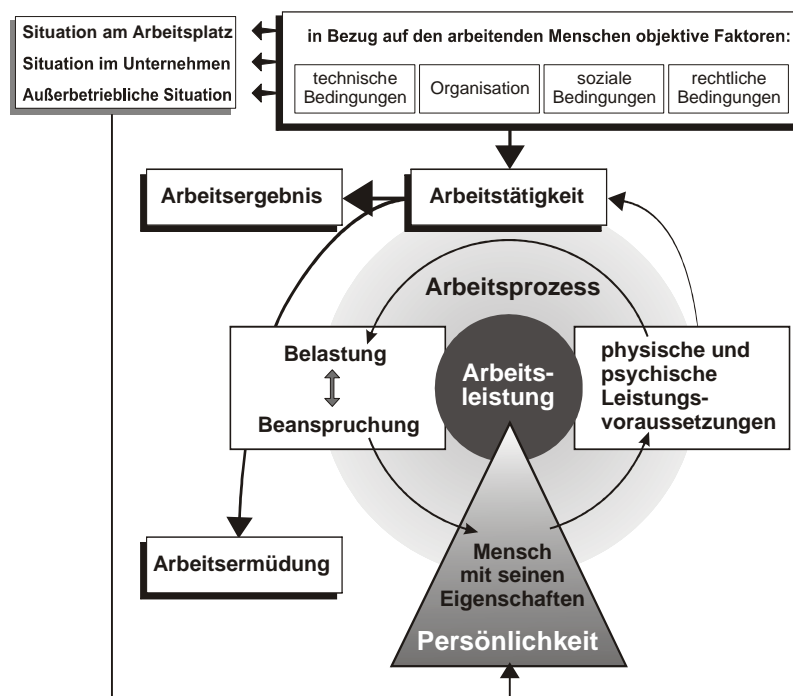 Situation am Arbeitsplatz
Situation im Unternehmen
Außerbetriebliche Situation
in Bezug auf den arbeitenden Menschen objektive Faktoren:
technische
Bedingungen
Organisation
soziale
Bedingungen
rechtliche
Bedingungen
Arbeitsergebnis
Arbeitstätigkeit
Arbeitsprozess
Belastung
Beanspruchung
Arbeits-
leistung
physische und
psychische
Leistungs-
voraussetzungen
Arbeitsermüdung
Mensch
mit seinen
Eigenschaften
Persönlichkeit